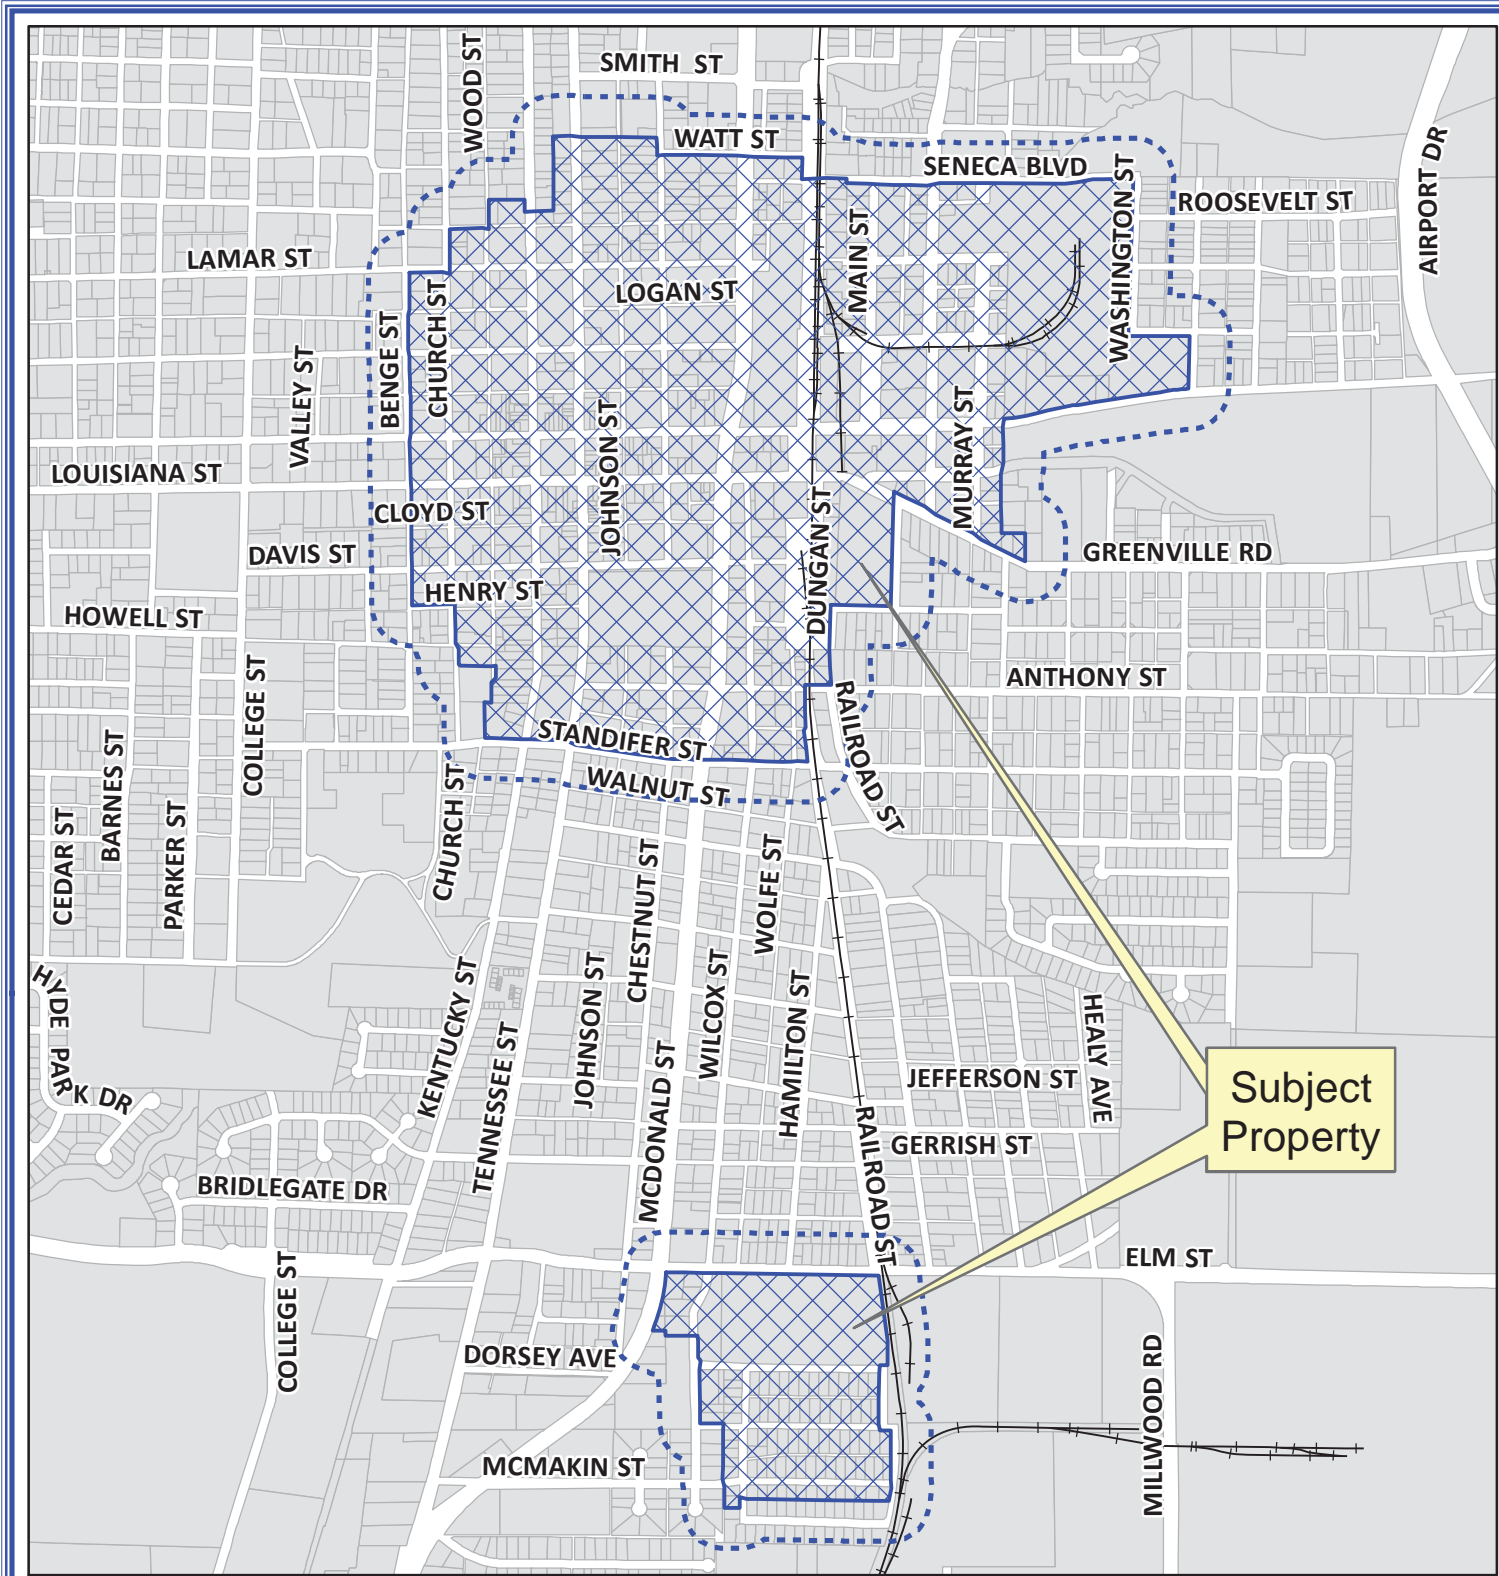 SMITH ST
WOOD ST
WATT ST
SENECA BLVD
ROOSEVELT ST
AIRPORT DR
WASHINGTON ST
MAIN ST
LAMAR ST
LOGAN ST
CHURCH ST
BENGE ST
VALLEY ST
JOHNSON ST
MURRAY ST
LOUISIANA ST
CLOYD ST
DAVIS ST
DUNGAN ST
GREENVILLE RD
HENRY ST
HOWELL ST
ANTHONY ST
COLLEGE ST
RAILROAD ST
STANDIFER ST
WALNUT ST
BARNES ST
CEDAR ST
PARKER ST
CHURCH ST
CHESTNUT ST
WOLFE ST
HYDE PARK DR
KENTUCKY ST
JOHNSON ST
WILCOX ST
HAMILTON ST
HEALY AVE
TENNESSEE ST
MCDONALD ST
JEFFERSON ST
Subject
Property
RAILROAD ST
GERRISH ST
BRIDLEGATE DR
ELM ST
COLLEGE ST
DORSEY AVE
MILLWOOD RD
MCMAKIN ST